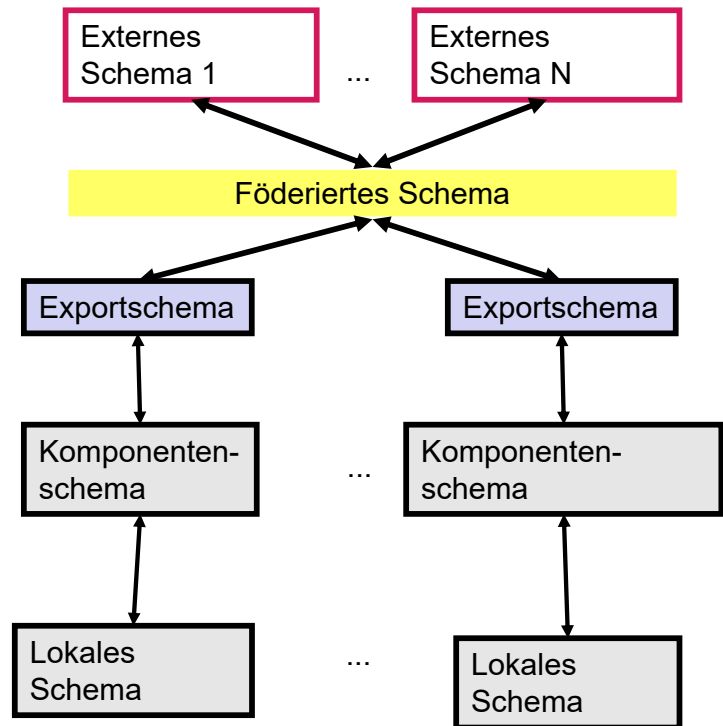 Externes
Schema 1
...
Externes
Schema N
Föderiertes Schema
Exportschema
Exportschema
Komponenten-
schema
...
Komponenten-
schema
Lokales
Schema
...
Lokales
Schema